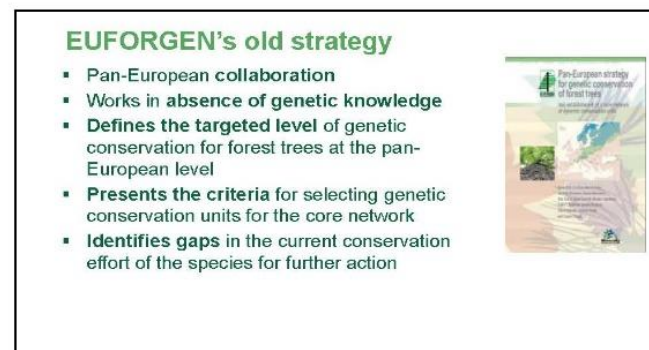 EUFORGEN's old strategy
▪ Pan-European collaboration
▪ Works in absence of genetic knowledge
▪ Defines the targeted level of genetic
conservation for forest trees at the pan-
European level
▪ Presents the criteria for selecting genetic
conservation units for the core network
▪ Identifies gaps in the current conservation
effort of the species for further action
Pan-European strategy
for genetic conservation
of forest trees